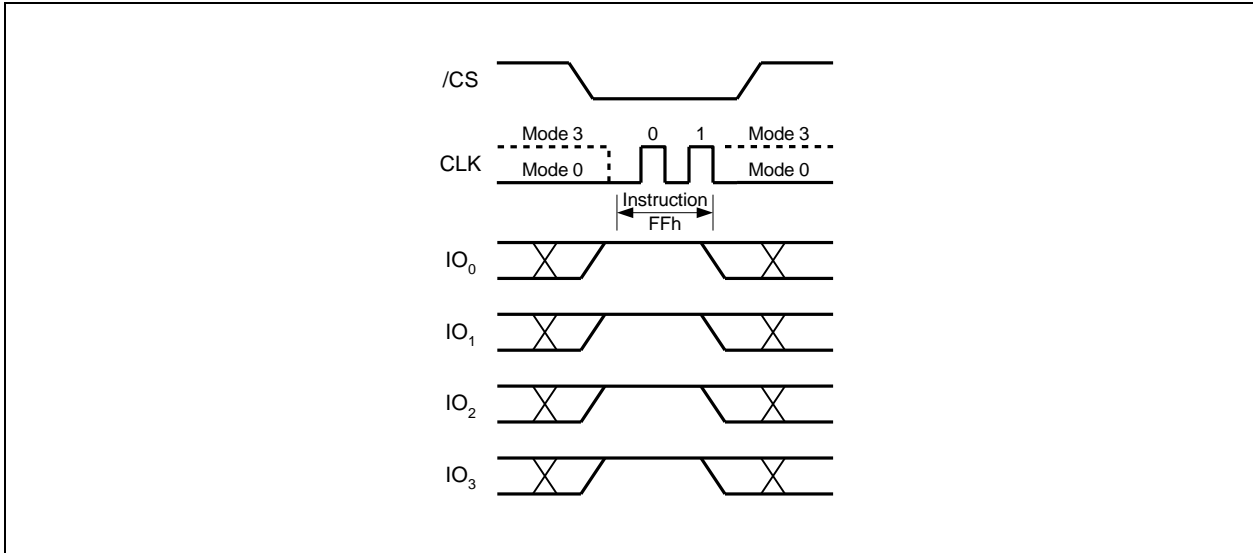 /CS
Mode 3 0 1 Mode 3
CLK
Mode 0 Mode 0
Instruction
FFh
IO0
IO1
IO2
IO3